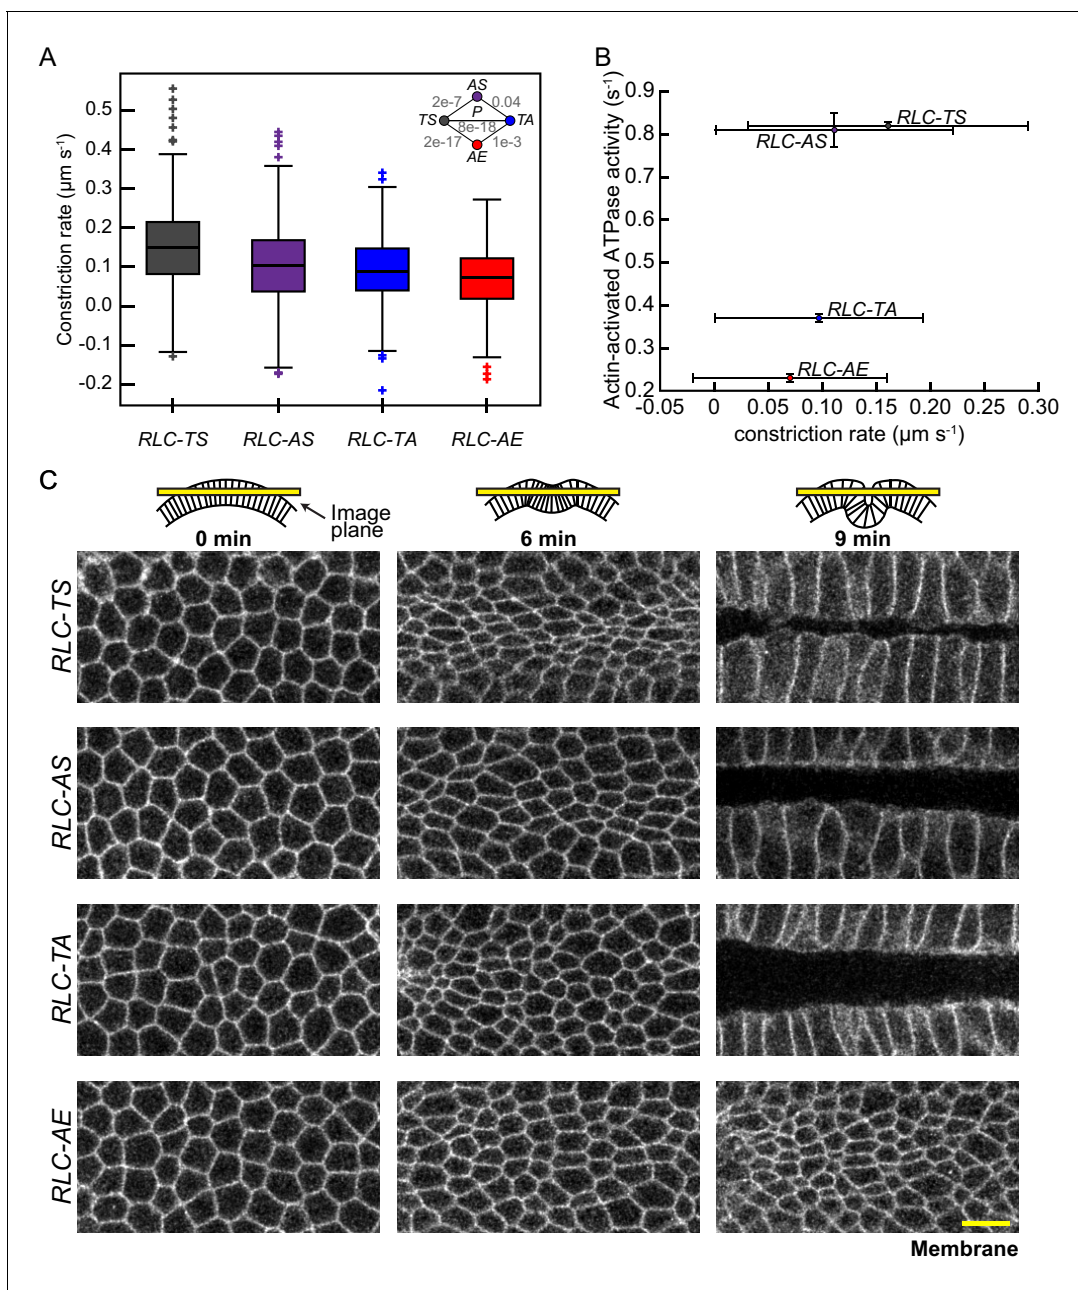 A
Constriction rate (µm s⁻¹)
0.5
0.4
0.3
0.2
0.1
0.0
-0.1
-0.2
AS
2e-7 0.04
TS P TA
8e-18
2e-17 1e-3
AE
RLC-TS RLC-AS RLC-TA RLC-AE
B
Actin-activated ATPase activity (s⁻¹)
0.9
0.8
0.7
0.6
0.5
0.4
0.3
0.2
RLC-TS
RLC-AS
RLC-TA
RLC-AE
-0.05 0 0.05 0.10 0.15 0.20 0.25 0.30
constriction rate (µm s⁻¹)
C
Image
plane
0 min 6 min 9 min
RLC-TS
RLC-AS
RLC-TA
RLC-AE
Membrane